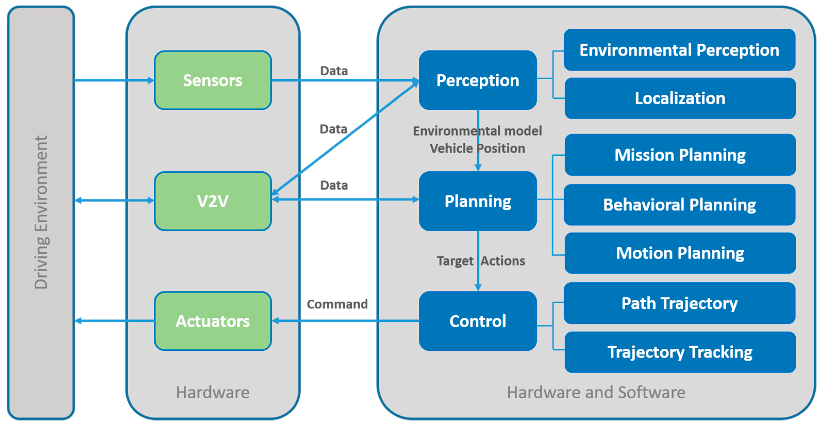 Driving Environment
Sensors
V2V
Actuators
Hardware
Data
Data
Data
Command
Perception
Environmental model
Vehicle Position
Planning
Target Actions
Control
Environmental Perception
Localization
Mission Planning
Behavioral Planning
Motion Planning
Path Trajectory
Trajectory Tracking
Hardware and Software